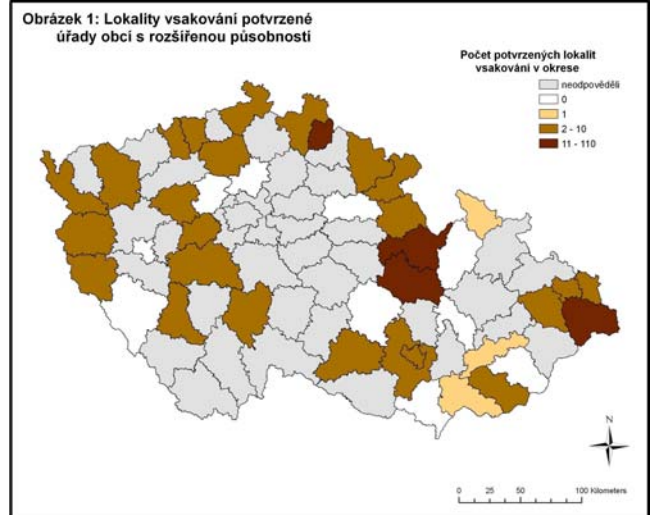 Obrázek 1: Lokality vsakování potvrzené
úřady obcí s rozšířenou působností
Počet potvrzených lokalit
vsakování v okrese
neodpověděli
0
1
2 - 10
11 - 110
N
0 25 50 100 Kilometers